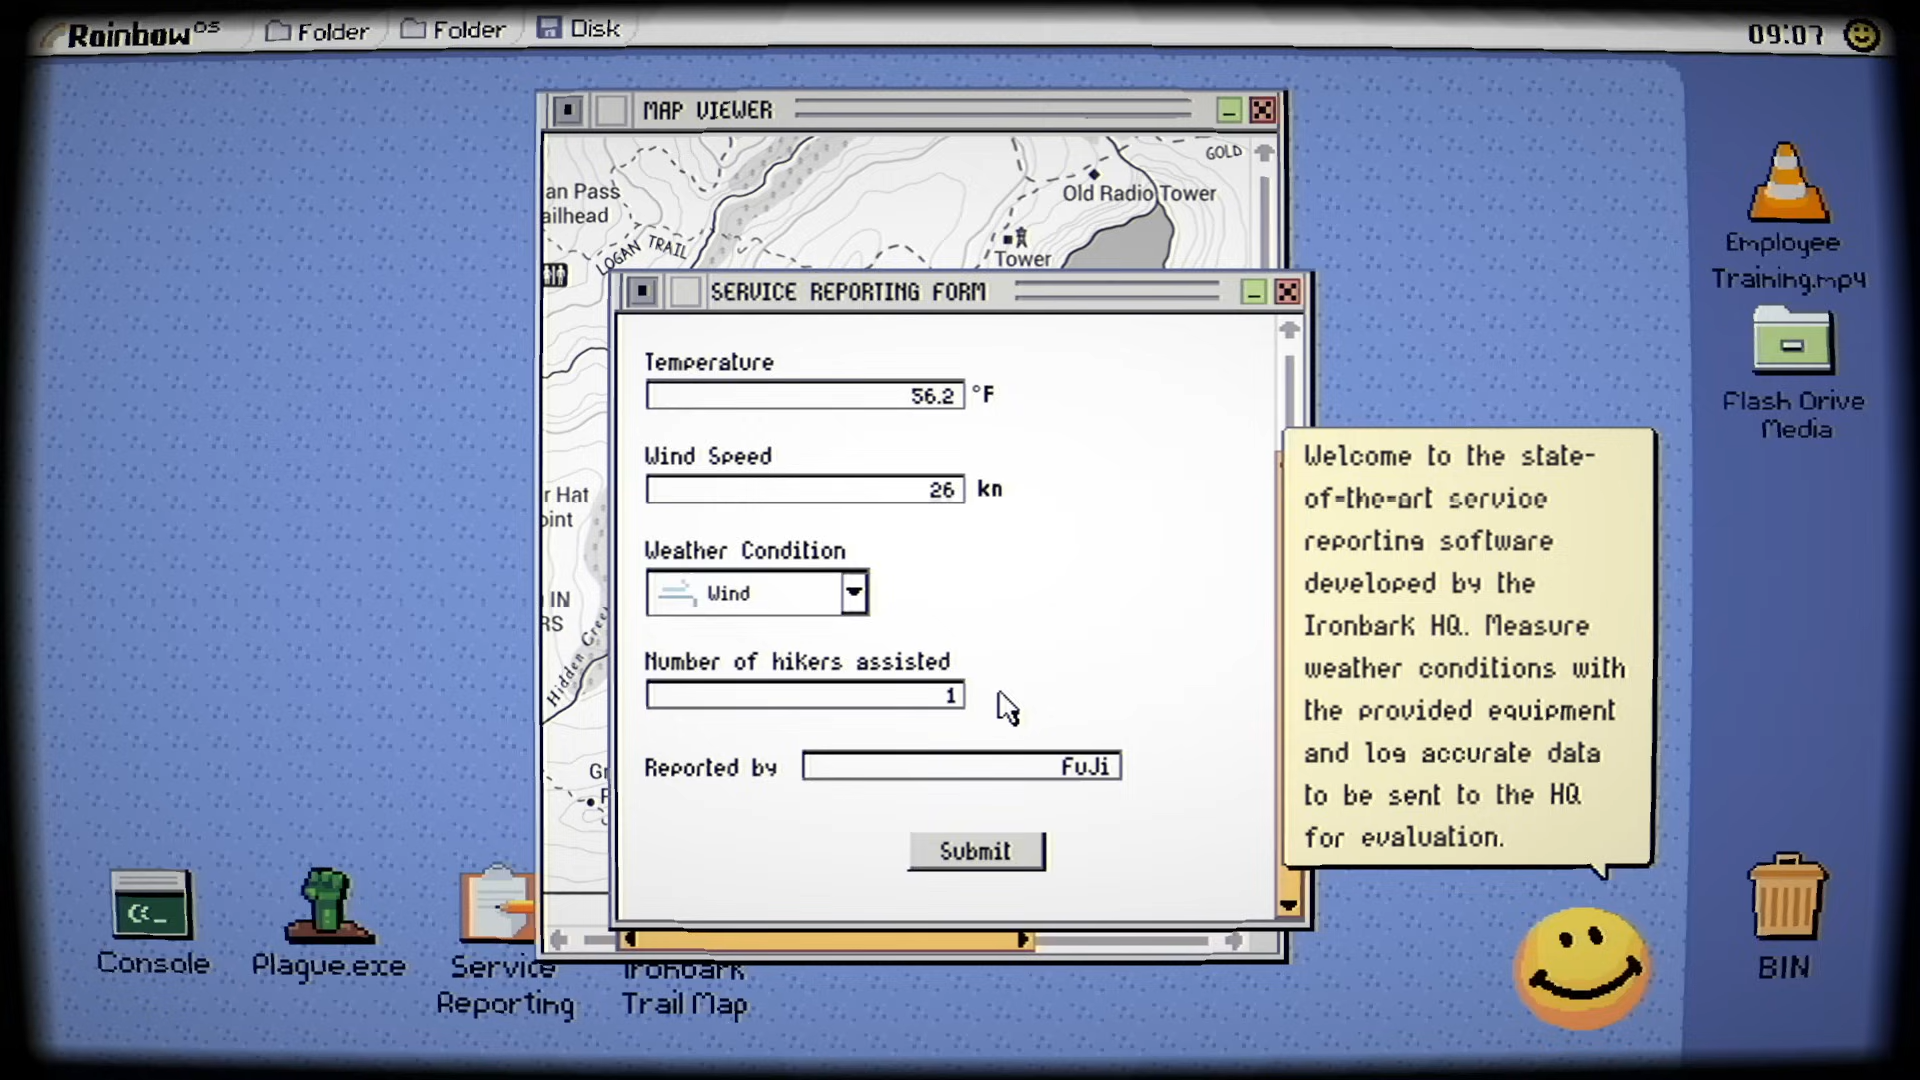 RainbowOS
Folder
Folder
Disk
09:07
MAP VIEWER
GOLD
an Pass
ailhead
Old Radio Tower
LOGAN TRAIL
Tower
SERVICE REPORTING FORM
Employee
Training.mp4
Temperature
56.2 °F
Flash Drive
Media
Wind Speed
26 kn
r Hat
oint
Weather Condition
Wind
IN
RS
Hidden Cree
Number of hikers assisted
1
Reported by FuJi
Gr
Submit
Welcome to the state-
of-the-art service
reporting software
developed by the
Ironbark HQ. Measure
weather conditions with
the provided equipment
and log accurate data
to be sent to the HQ
for evaluation.
Console
Plague.exe
Service
Reporting
Ironbark
Trail Map
BIN